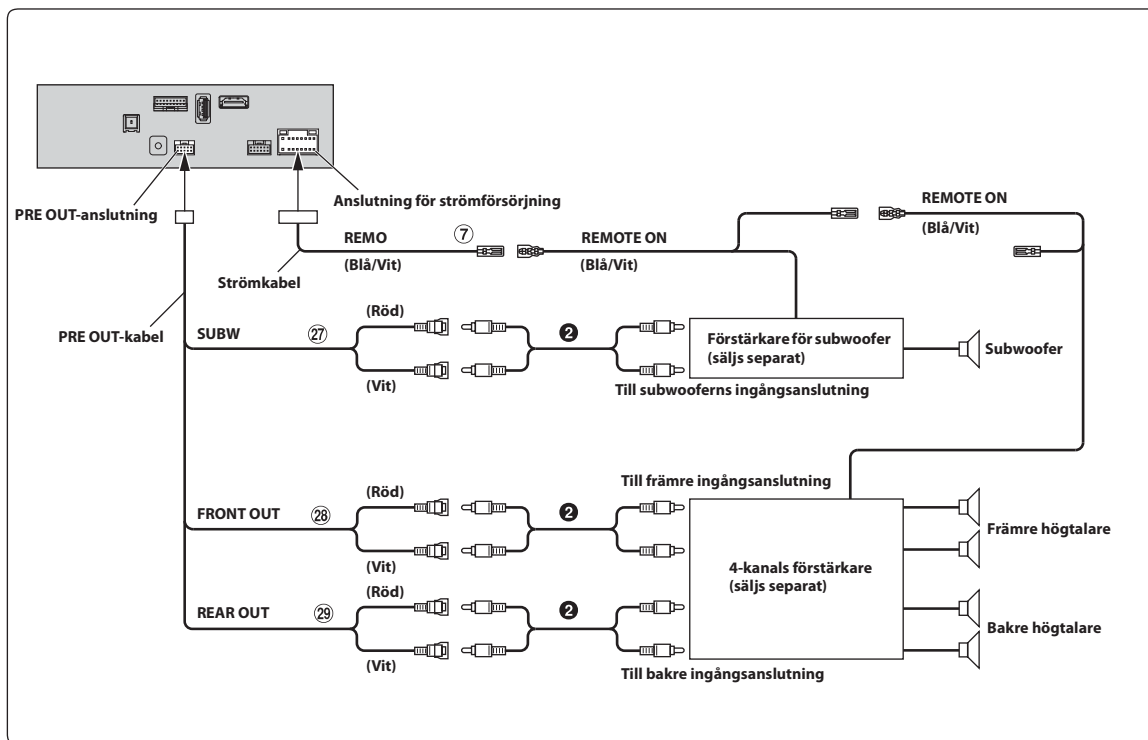 PRE OUT-anslutning
Anslutning för strömförsörjning
REMO
⑦
(Blå/Vit)
REMOTE ON
(Blå/Vit)
REMOTE ON
(Blå/Vit)
Strömkabel
PRE OUT-kabel
SUBW
㉗
(Röd)
(Vit)
❷
Förstärkare för subwoofer
(säljs separat)
Subwoofer
Till subwooferns ingångsanslutning
Till främre ingångsanslutning
FRONT OUT
㉘
(Röd)
(Vit)
❷
4-kanals förstärkare
(säljs separat)
Främre högtalare
REAR OUT
㉙
(Röd)
(Vit)
❷
Bakre högtalare
Till bakre ingångsanslutning